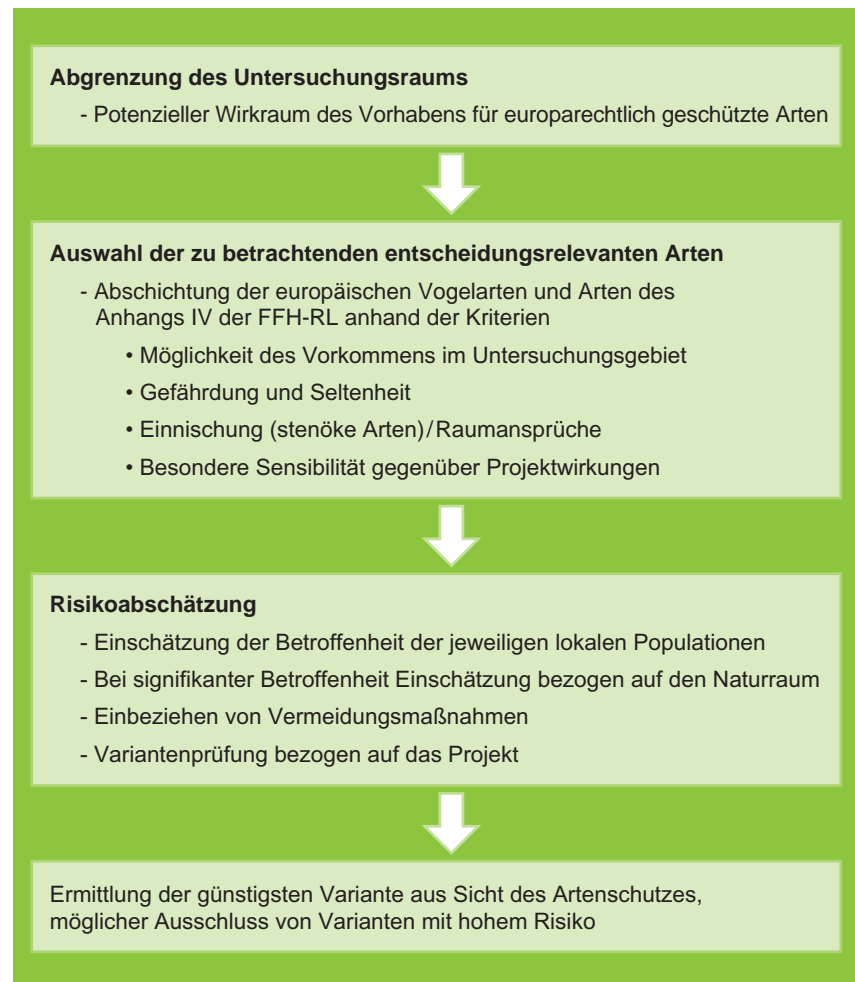 Abgrenzung des Untersuchungsraums
- Potenzieller Wirkraum des Vorhabens für europarechtlich geschützte Arten
Auswahl der zu betrachtenden entscheidungsrelevanten Arten
- Abschichtung der europäischen Vogelarten und Arten des
Anhangs IV der FFH-RL anhand der Kriterien
• Möglichkeit des Vorkommens im Untersuchungsgebiet
• Gefährdung und Seltenheit
• Einnischung (stenöke Arten)/Raumansprüche
• Besondere Sensibilität gegenüber Projektwirkungen
Risikoabschätzung
- Einschätzung der Betroffenheit der jeweiligen lokalen Populationen
- Bei signifikanter Betroffenheit Einschätzung bezogen auf den Naturraum
- Einbeziehen von Vermeidungsmaßnahmen
- Variantenprüfung bezogen auf das Projekt
Ermittlung der günstigsten Variante aus Sicht des Artenschutzes,
möglicher Ausschluss von Varianten mit hohem Risiko